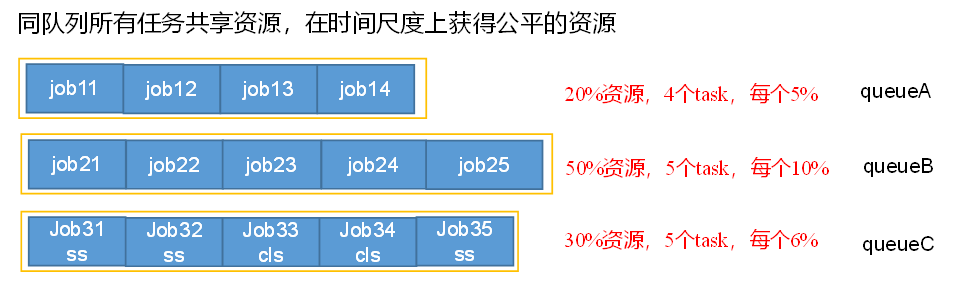 同队列所有任务共享资源，在时间尺度上获得公平的资源
job11 job12 job13 job14 20%资源，4个task，每个5% queueA
job21 job22 job23 job24 job25 50%资源，5个task，每个10% queueB
Job31 Job32 Job33 Job34 Job35 30%资源，5个task，每个6% queueC
ss ss cls cls ss